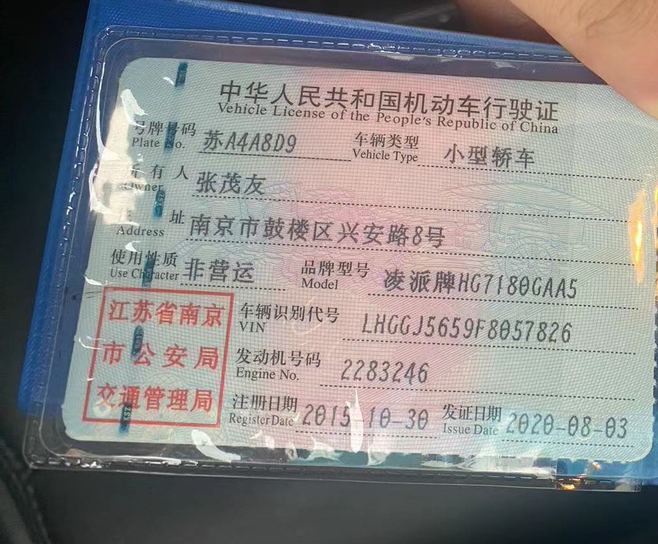 中华人民共和国机动车行驶证
Vehicle License of the People's Republic of China
号牌号码 苏A4A8D9 车辆类型 小型轿车
Plate No. Vehicle Type
所有人 张茂友
Owner
住址 南京市鼓楼区兴安路8号
Address
使用性质 非营运 品牌型号 凌派牌HG7180GAA5
Use Character Model
江苏省南京
市公安局
交通管理局
车辆识别代号 LHGGJ5659F8057826
VIN
发动机号码 2283246
Engine No.
注册日期 2015-10-30 发证日期 2020-08-03
Register Date Issue Date